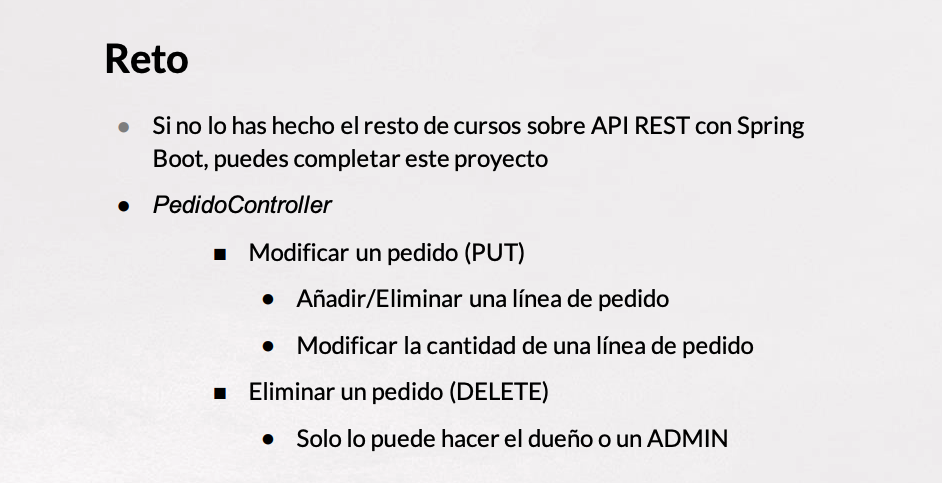 Reto
Si no lo has hecho el resto de cursos sobre API REST con Spring
Boot, puedes completar este proyecto
PedidoController
Modificar un pedido (PUT)
Añadir/Eliminar una línea de pedido
Modificar la cantidad de una línea de pedido
Eliminar un pedido (DELETE)
Solo lo puede hacer el dueño o un ADMIN